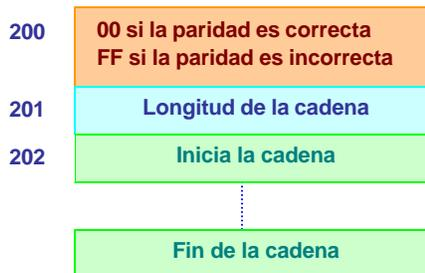 200
00 si la paridad es correcta
FF si la paridad es incorrecta
201
Longitud de la cadena
202
Inicia la cadena
Fin de la cadena